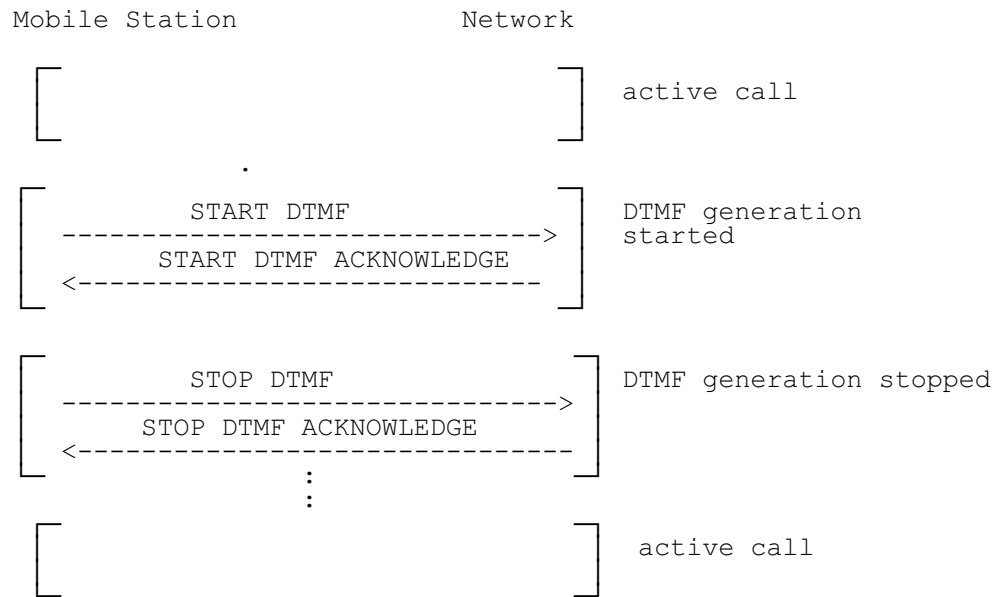 Mobile Station Network
active call
START DTMF
DTMF generation
started
START DTMF ACKNOWLEDGE
STOP DTMF
DTMF generation stopped
STOP DTMF ACKNOWLEDGE
active call